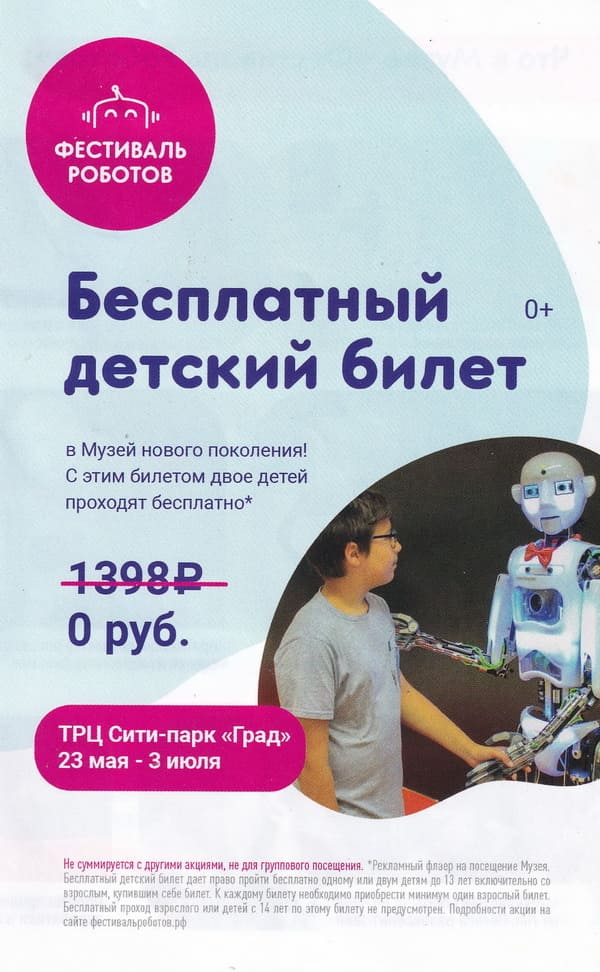 ФЕСТИВАЛЬ
РОБОТОВ
Бесплатный
детский билет
0+
в Музей нового поколения!
С этим билетом двое детей
проходят бесплатно*
1398₽
0 руб.
ТРЦ Сити-парк «Град»
23 мая - 3 июля
Не суммируется с другими акциями, не для группового посещения. *Рекламный флаер на посещение Музея.
Бесплатный детский билет дает право пройти бесплатно одному или двум детям до 13 лет включительно со
взрослым, купившим себе билет. К каждому билету необходимо приобрести минимум один взрослый билет.
Бесплатный проход взрослого или детей с 14 лет по этому билету не предусмотрен. Подробности акции на
сайте фестивальроботов.рф